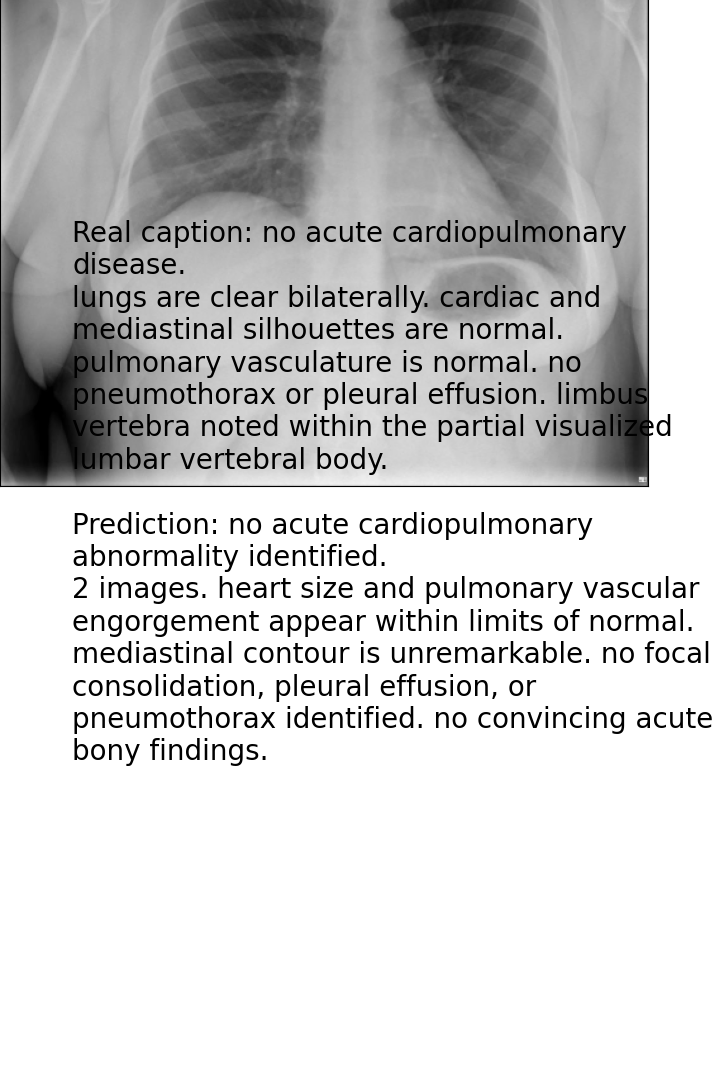 Real caption: no acute cardiopulmonary
disease.
lungs are clear bilaterally. cardiac and
mediastinal silhouettes are normal.
pulmonary vasculature is normal. no
pneumothorax or pleural effusion. limbus
vertebra noted within the partial visualized
lumbar vertebral body.
Prediction: no acute cardiopulmonary
abnormality identified.
2 images. heart size and pulmonary vascular
engorgement appear within limits of normal.
mediastinal contour is unremarkable. no focal
consolidation, pleural effusion, or
pneumothorax identified. no convincing acute
bony findings.